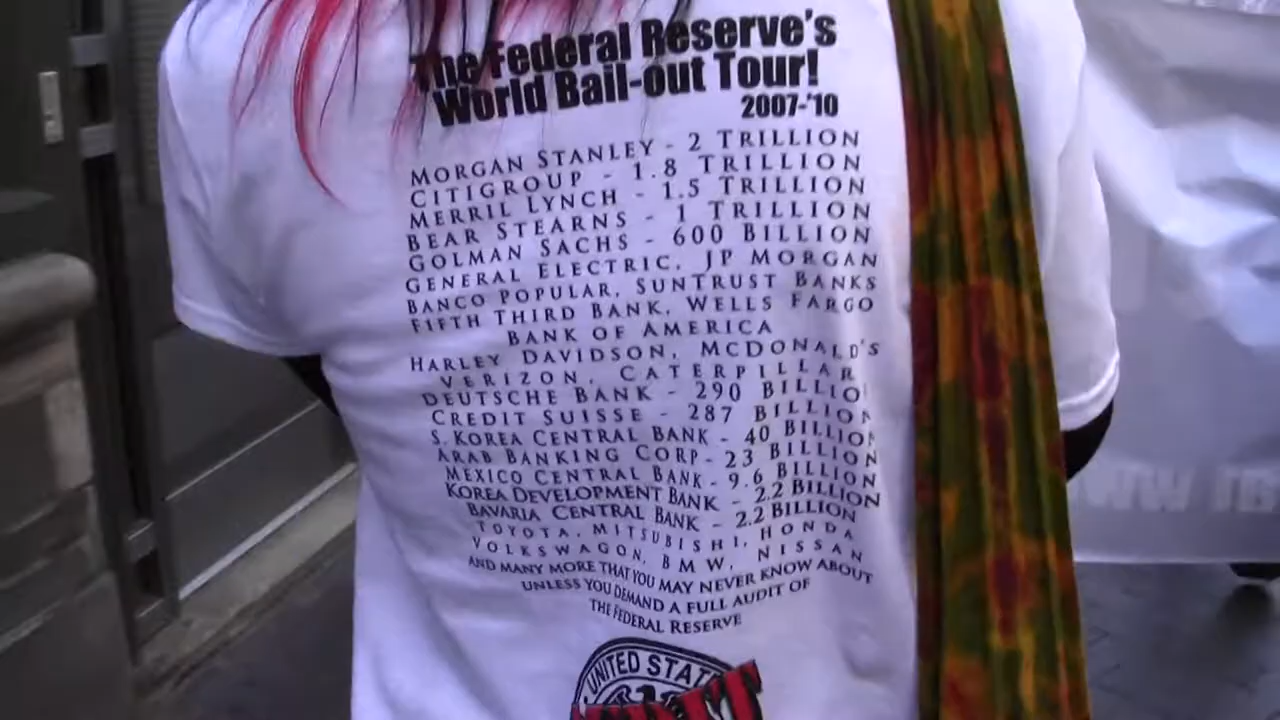 The Federal Reserve's
World Bail-out Tour!
2007-'10
MORGAN STANLEY - 2 TRILLION
CITIGROUP - 1.8 TRILLION
MERRIL LYNCH - 1.5 TRILLION
BEAR STEARNS - 1 TRILLION
GOLMAN SACHS - 600 BILLION
GENERAL ELECTRIC, JP MORGAN
BANCO POPULAR, SUNTRUST BANKS
FIFTH THIRD BANK, WELLS FARGO
BANK OF AMERICA
HARLEY DAVIDSON, MCDONALD'S
VERIZON, CATERPILLAR
DEUTSCHE BANK - 290 BILLION
CREDIT SUISSE - 287 BILLION
S. KOREA CENTRAL BANK - 40 BILLION
ARAB BANKING CORP - 23 BILLION
MEXICO CENTRAL BANK - 9.6 BILLION
KOREA DEVELOPMENT BANK - 2.2 BILLION
BAVARIA CENTRAL BANK - 2.2 BILLION
TOYOTA, MITSUBISHI, HONDA
VOLKSWAGON, BMW, NISSAN
AND MANY MORE THAT YOU MAY NEVER KNOW ABOUT
UNLESS YOU DEMAND A FULL AUDIT OF
THE FEDERAL RESERVE
UNITED STAT